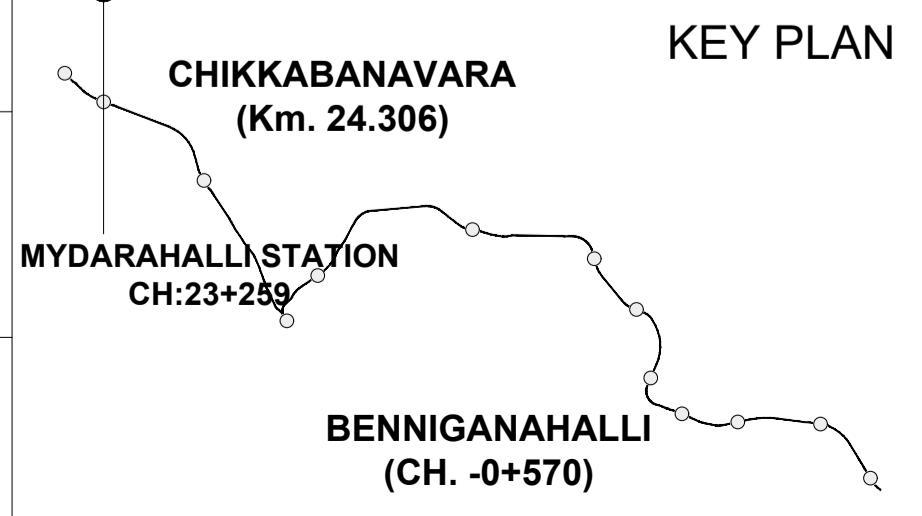 KEY PLAN
CHIKKABANAVARA
(Km. 24.306)
MYDARAHALLI STATION
CH:23+259
BENNIGANAHALLI
(CH. -0+570)